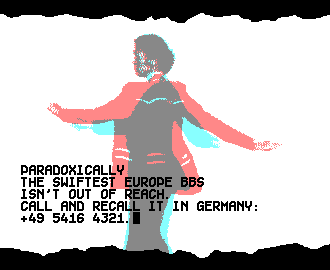 PARADOXICALLY
THE SWIFTEST EUROPE BBS
ISN'T OUT OF REACH.
CALL AND RECALL IT IN GERMANY:
+49 5416 4321.